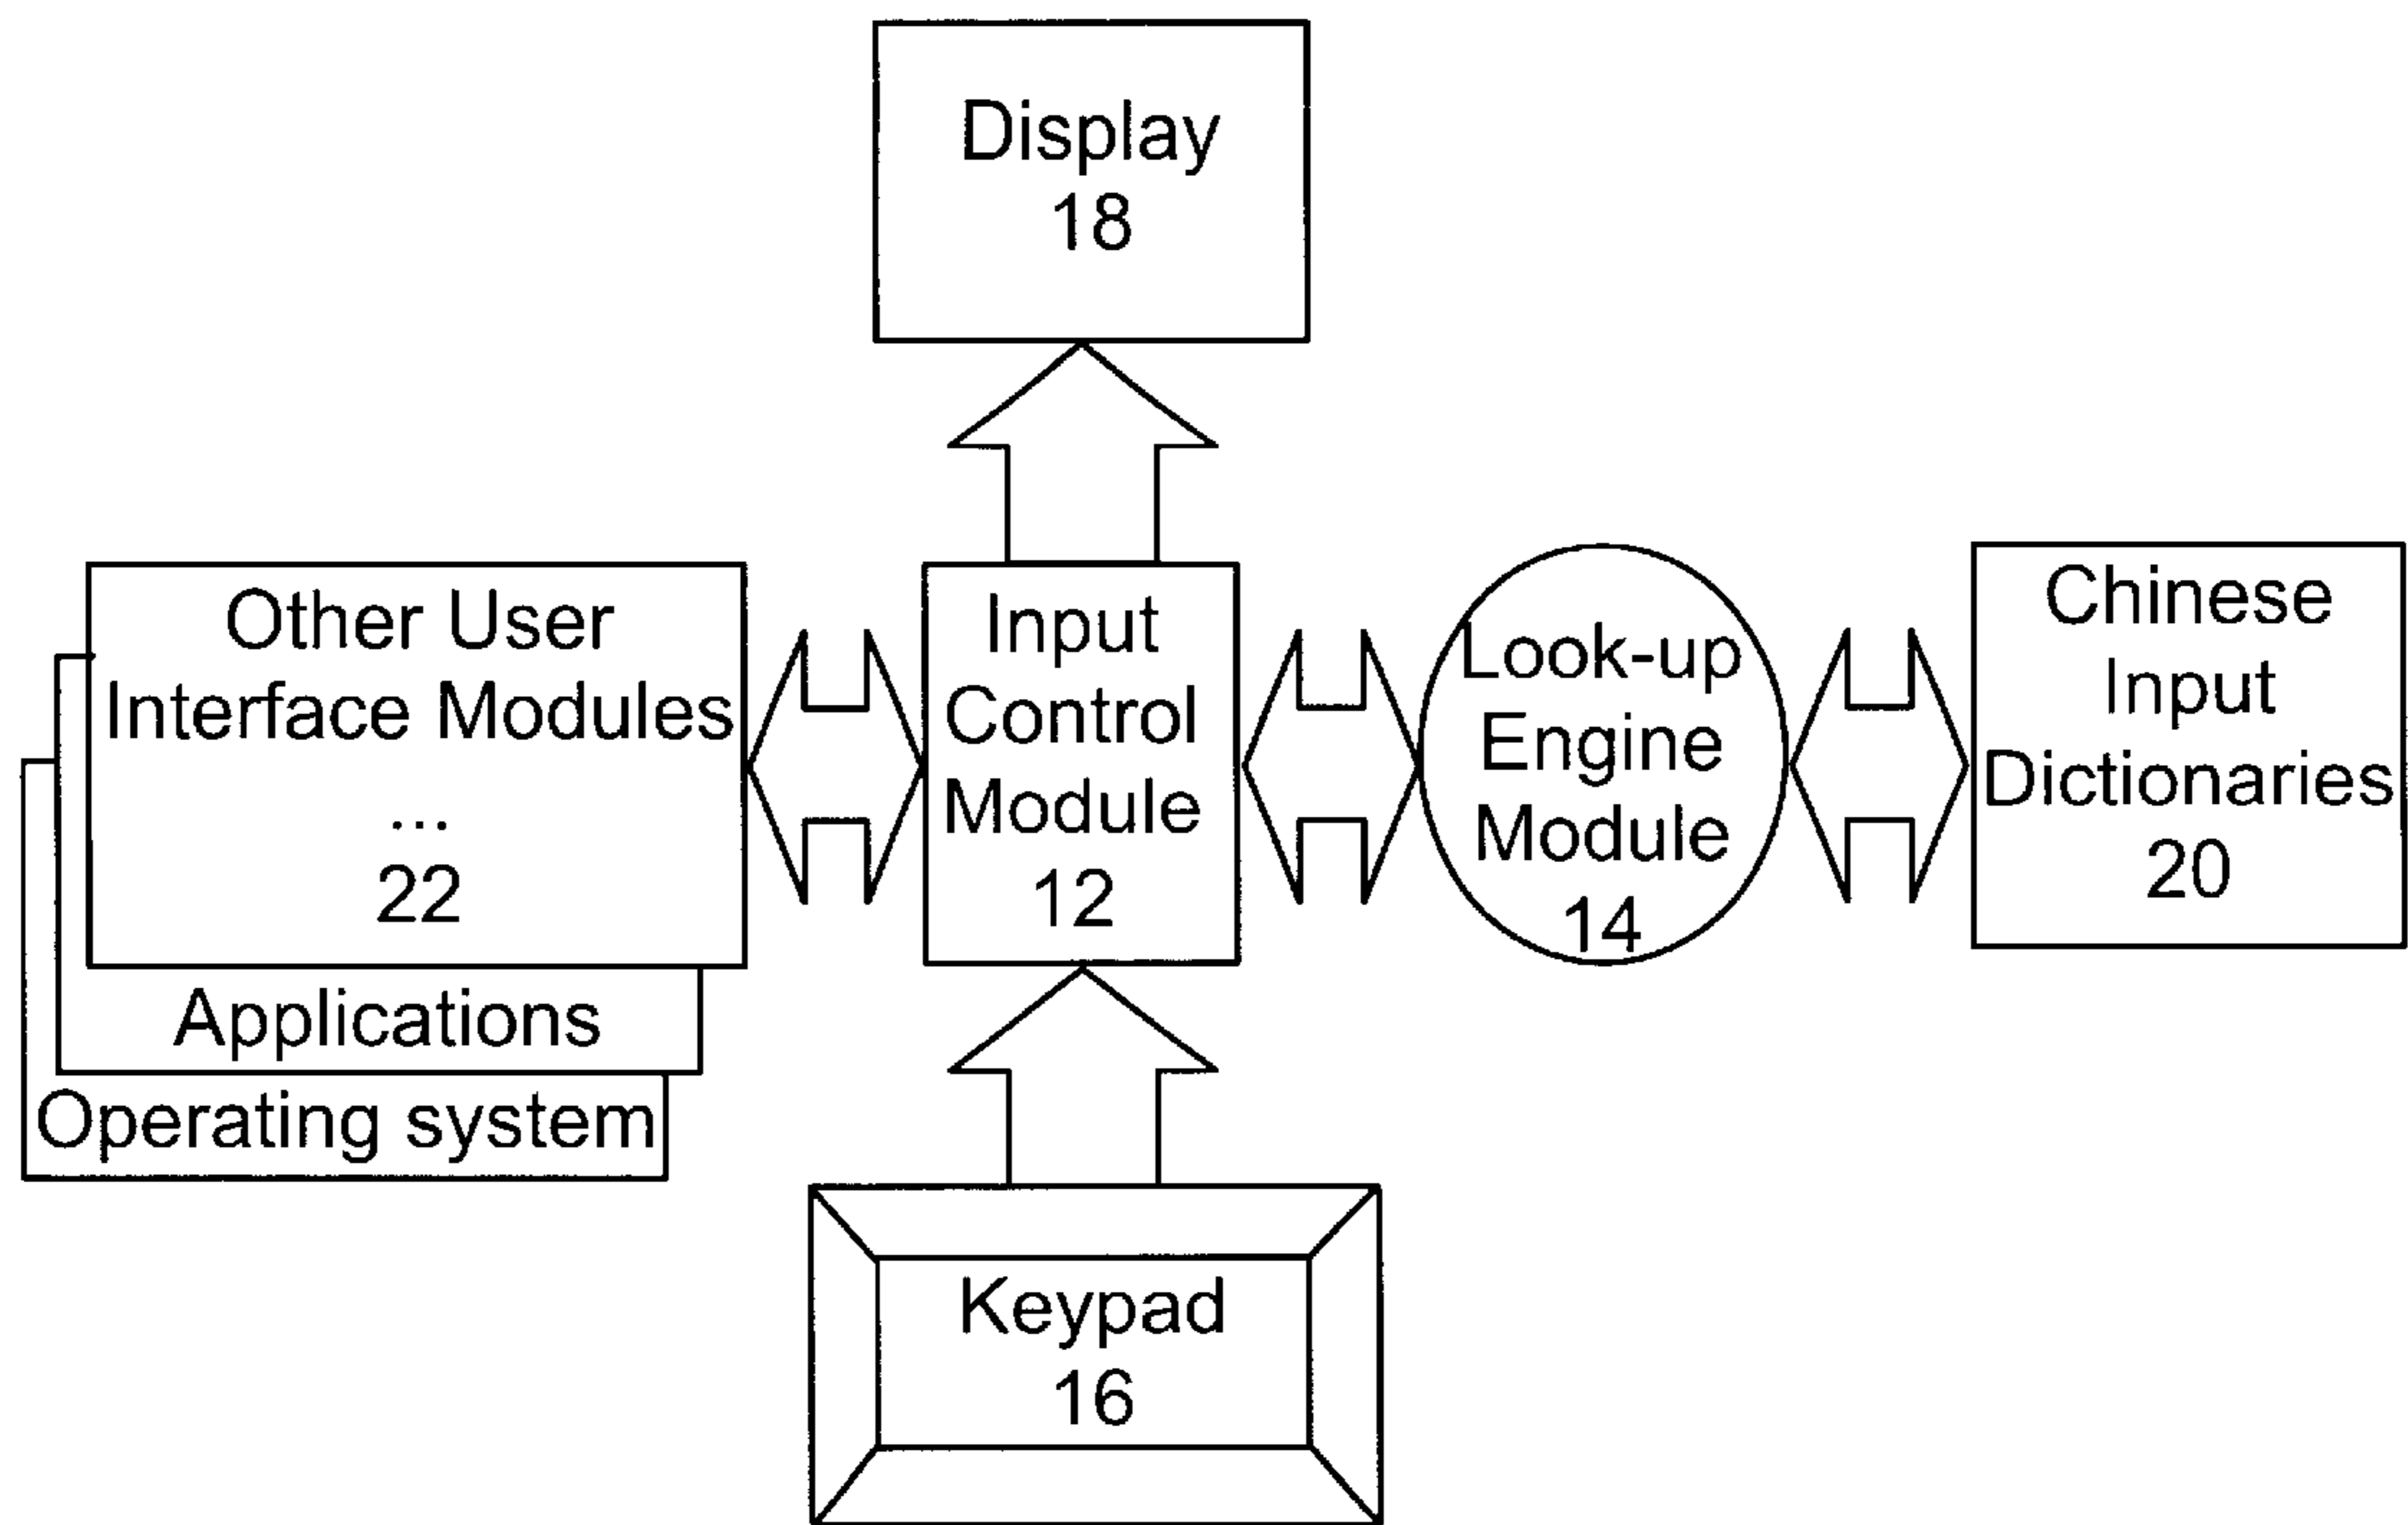 Display
18
Other User
Interface Modules
...
22
Applications
Operating system
Input
Control
Module
12
Look-up
Engine
Module
14
Chinese
Input
Dictionaries
20
Keypad
16